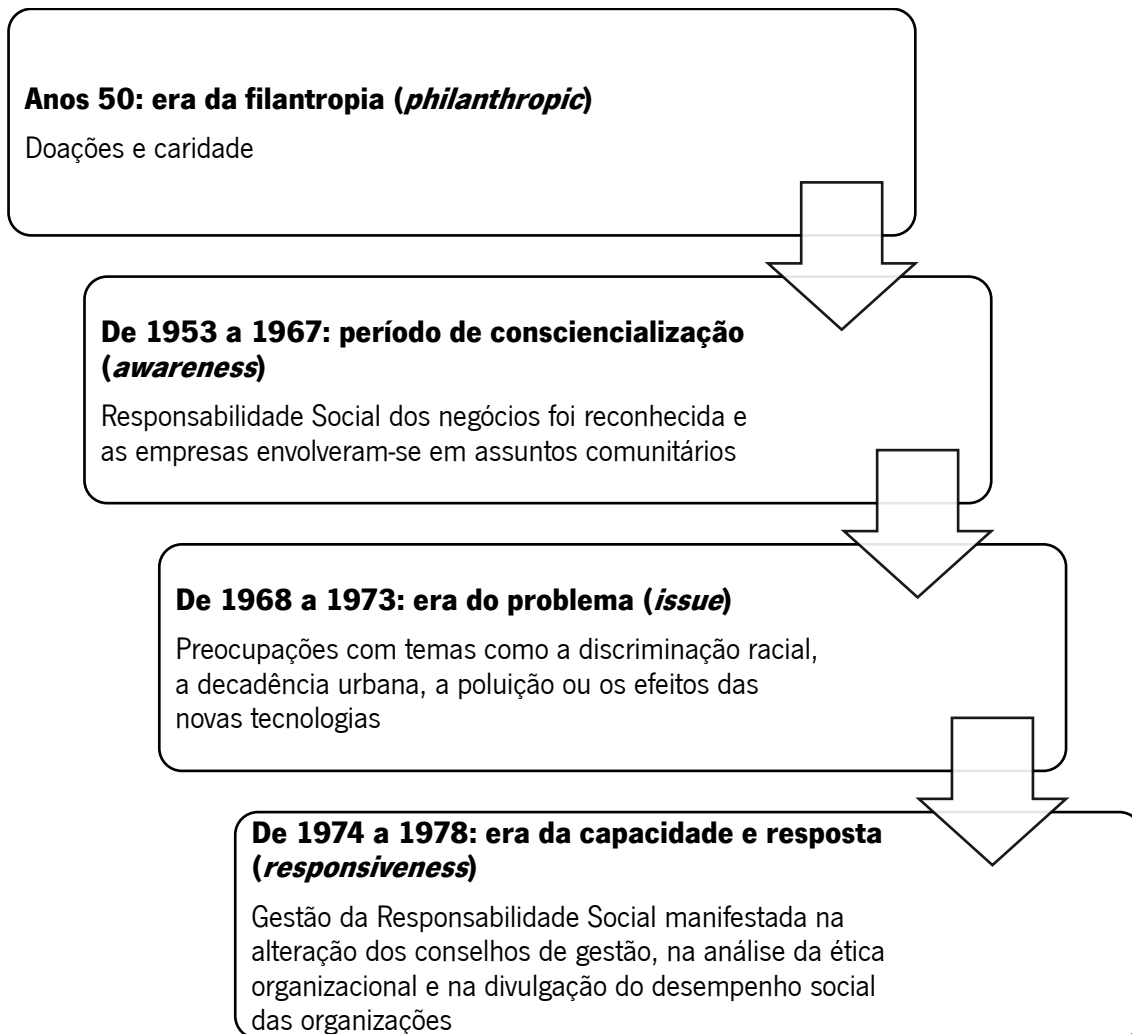 Anos 50: era da filantropia (philanthropic)
Doações e caridade
De 1953 a 1967: período de consciencialização
(awareness)
Responsabilidade Social dos negócios foi reconhecida e
as empresas envolveram-se em assuntos comunitários
De 1968 a 1973: era do problema (issue)
Preocupações com temas como a discriminação racial,
a decadência urbana, a poluição ou os efeitos das
novas tecnologias
De 1974 a 1978: era da capacidade e resposta
(responsiveness)
Gestão da Responsabilidade Social manifestada na
alteração dos conselhos de gestão, na análise da ética
organizacional e na divulgação do desempenho social
das organizações